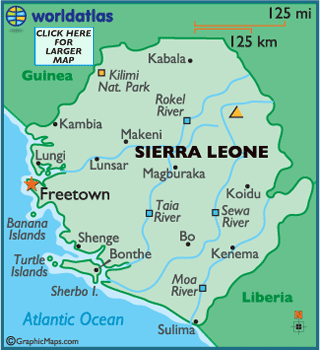 worldatlas
125 mi
125 km
CLICK HERE
FOR
LARGER
MAP
Guinea
Kabala
Kilimi
Nat. Park
Rokel
River
Kambia
Makeni
SIERRA LEONE
Lungi
Lunsar
Magburaka
Freetown
Koidu
Taia
River
Sewa
River
Banana
Islands
Shenge
Bo
Turtle
Islands
Bonthe
Kenema
Sherbo I.
Moa
River
Liberia
Atlantic Ocean
Sulima
©GraphicMaps.com